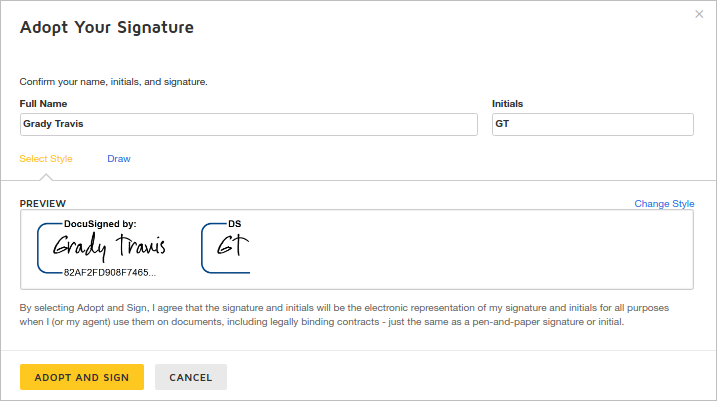 ×
Adopt Your Signature
Confirm your name, initials, and signature.
Full Name
Initials
Grady Travis
GT
Select Style
Draw
PREVIEW
Change Style
DocuSigned by:
Grady Travis
82AF2FD908F7465...
DS
GT
By selecting Adopt and Sign, I agree that the signature and initials will be the electronic representation of my signature and initials for all purposes
when I (or my agent) use them on documents, including legally binding contracts - just the same as a pen-and-paper signature or initial.
ADOPT AND SIGN
CANCEL